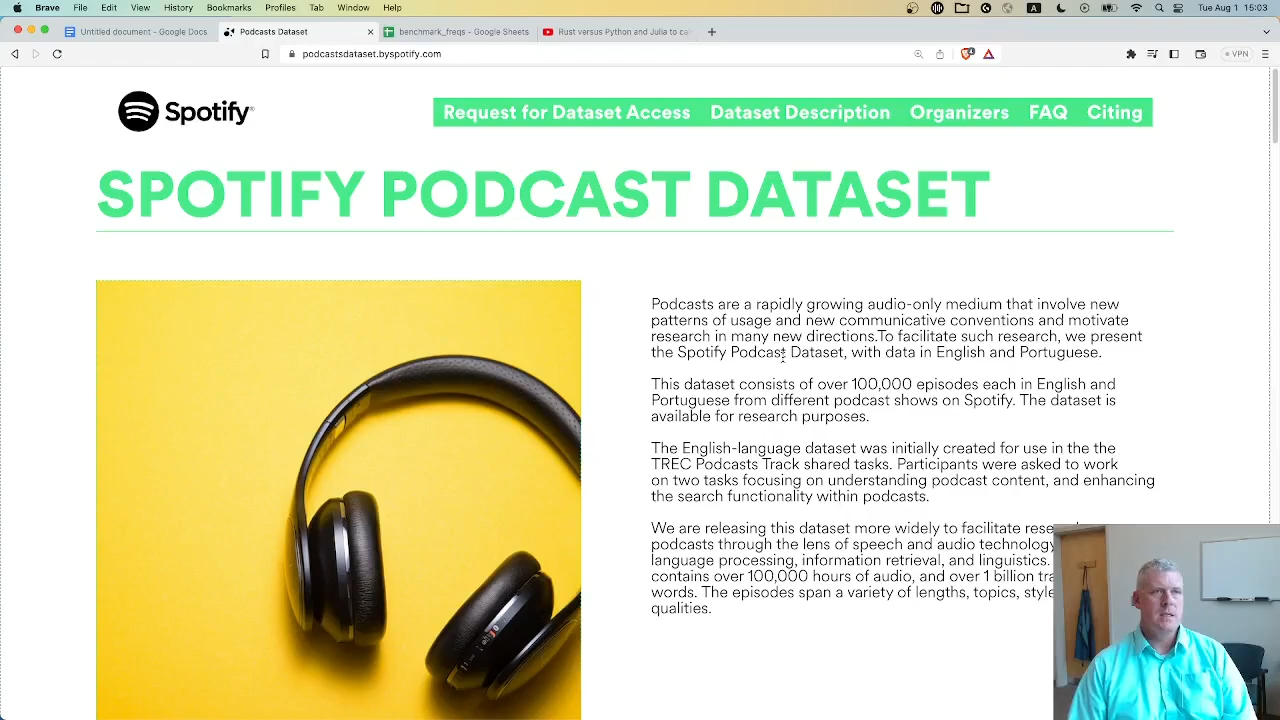 Brave File Edit View History Bookmarks Profiles Tab Window Help
A
Tue Aug 1 15:03
Untitled document - Google Docs
Podcasts Dataset
benchmark_freqs - Google Sheets
Rust versus Python and Julia to ca
podcastsdataset.byspotify.com
VPN
Spotify®
Request for Dataset Access Dataset Description Organizers FAQ Citing
SPOTIFY PODCAST DATASET
Podcasts are a rapidly growing audio-only medium that involve new
patterns of usage and new communicative conventions and motivate
research in many new directions.To facilitate such research, we present
the Spotify Podcast Dataset, with data in English and Portuguese.
This dataset consists of over 100,000 episodes each in English and
Portuguese from different podcast shows on Spotify. The dataset is
available for research purposes.
The English-language dataset was initially created for use in the the
TREC Podcasts Track shared tasks. Participants were asked to work
on two tasks focusing on understanding podcast content, and enhancing
the search functionality within podcasts.
We are releasing this dataset more widely to facilitate rese
podcasts through the lens of speech and audio technology
language processing, information retrieval, and linguistics.
contains over 100,000 hours of audio, and over 1 billion tra
words. The episodes span a variety of lengths, topics, style
qualities.